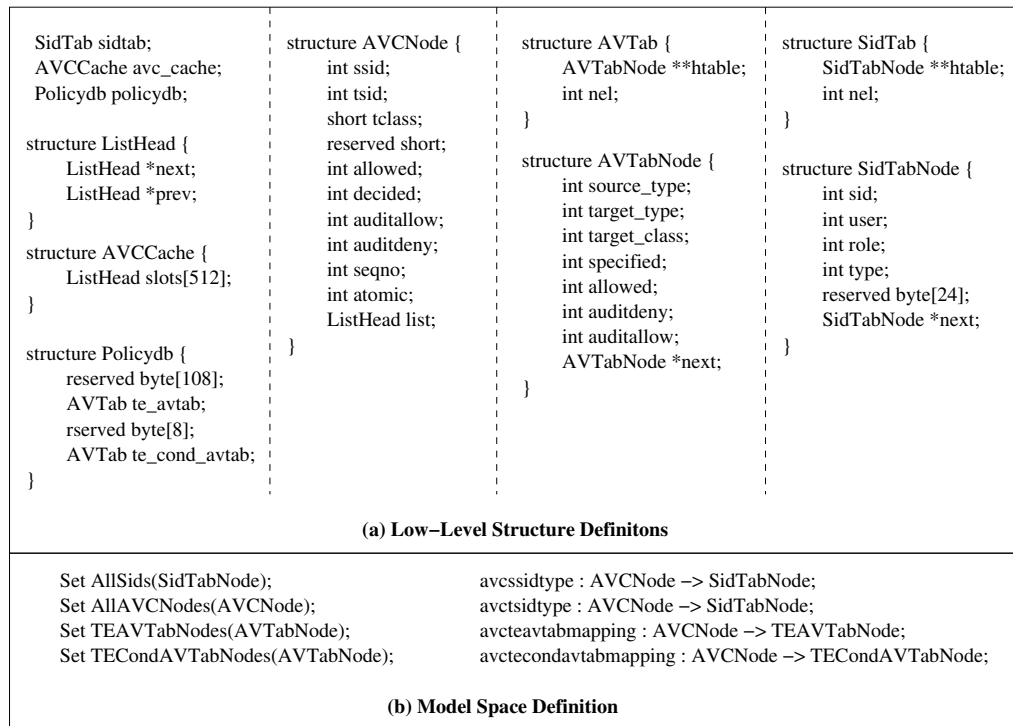 SidTab sidtab;
AVCCache avc_cache;
Policydb policydb;
structure ListHead {
ListHead *next;
ListHead *prev;
}
structure AVCCache {
ListHead slots[512];
}
structure Policydb {
reserved byte[108];
AVTab te_avtab;
rserved byte[8];
AVTab te_cond_avtab;
}
structure AVCNode {
int ssid;
int tsid;
short tclass;
reserved short;
int allowed;
int decided;
int auditallow;
int auditdeny;
int seqno;
int atomic;
ListHead list;
}
structure AVTab {
AVTabNode **htable;
int nel;
}
structure AVTabNode {
int source_type;
int target_type;
int target_class;
int specified;
int allowed;
int auditdeny;
int auditallow;
AVTabNode *next;
}
structure SidTab {
SidTabNode **htable;
int nel;
}
structure SidTabNode {
int sid;
int user;
int role;
int type;
reserved byte[24];
SidTabNode *next;
}
(a) Low−Level Structure Definitons
Set AllSids(SidTabNode);
Set AllAVCNodes(AVCNode);
Set TEAVTabNodes(AVTabNode);
Set TECondAVTabNodes(AVTabNode);
avcssidtype : AVCNode −> SidTabNode;
avctsidtype : AVCNode −> SidTabNode;
avcteavtabmapping : AVCNode −> TEAVTabNode;
avctecondavtabmapping : AVCNode −> TECondAVTabNode;
(b) Model Space Definition